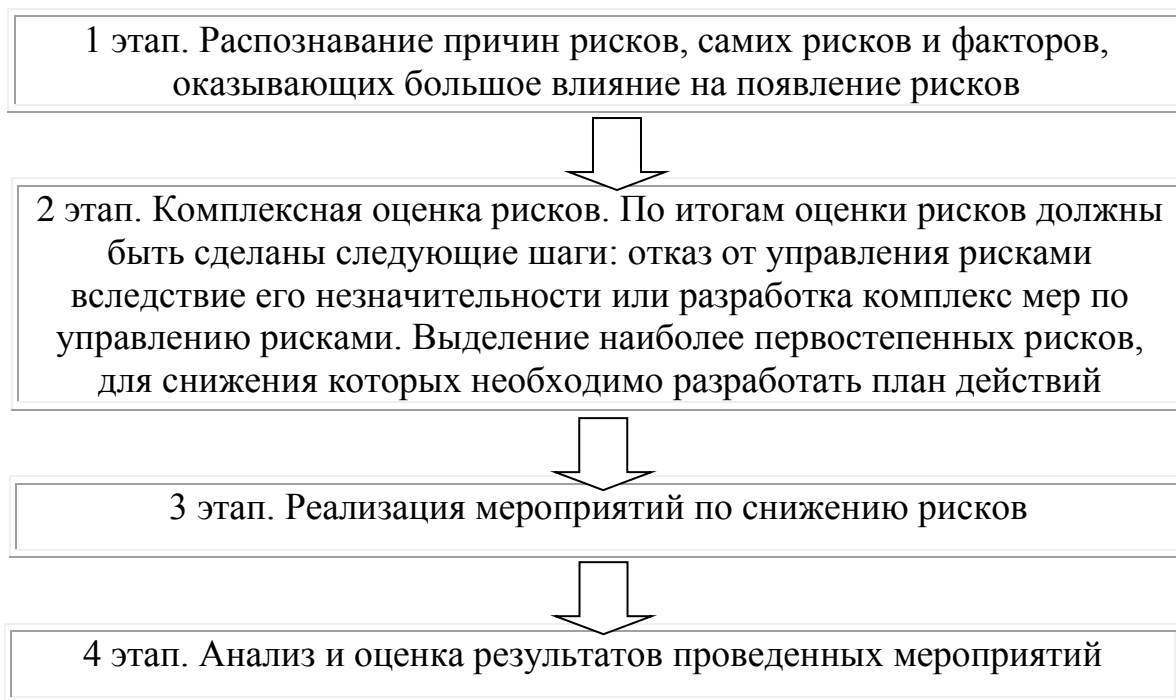 1 этап. Распознавание причин рисков, самих рисков и факторов,
оказывающих большое влияние на появление рисков
2 этап. Комплексная оценка рисков. По итогам оценки рисков должны
быть сделаны следующие шаги: отказ от управления рисками
вследствие его незначительности или разработка комплекс мер по
управлению рисками. Выделение наиболее первостепенных рисков,
для снижения которых необходимо разработать план действий
3 этап. Реализация мероприятий по снижению рисков
4 этап. Анализ и оценка результатов проведенных мероприятий